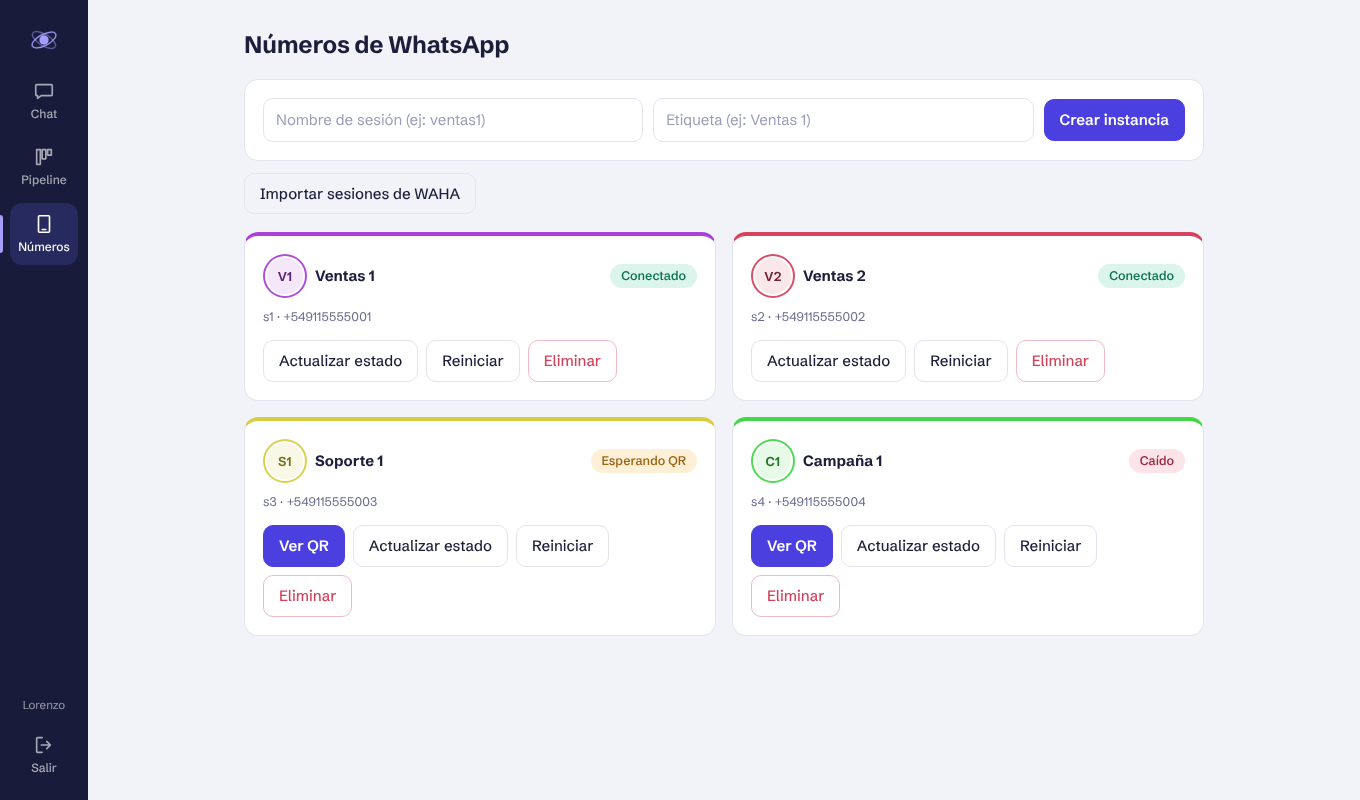 Chat
Pipeline
Números
Lorenzo
Salir
Números de WhatsApp
Nombre de sesión (ej: ventas1)
Etiqueta (ej: Ventas 1)
Crear instancia
Importar sesiones de WAHA
V1
Ventas 1
Conectado
s1 · +549115555001
Actualizar estado
Reiniciar
Eliminar
V2
Ventas 2
Conectado
s2 · +549115555002
Actualizar estado
Reiniciar
Eliminar
S1
Soporte 1
Esperando QR
s3 · +549115555003
Ver QR
Actualizar estado
Reiniciar
Eliminar
C1
Campaña 1
Caído
s4 · +549115555004
Ver QR
Actualizar estado
Reiniciar
Eliminar